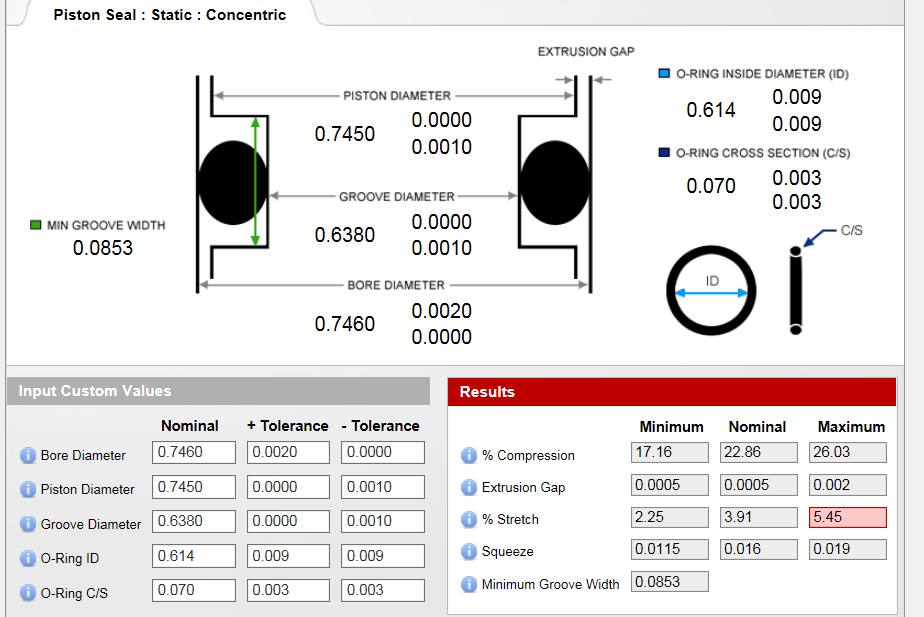 Piston Seal : Static : Concentric
EXTRUSION GAP
PISTON DIAMETER
0.7450
0.0000
0.0010
GROOVE DIAMETER
0.6380
0.0000
0.0010
MIN GROOVE WIDTH
0.0853
BORE DIAMETER
0.7460
0.0020
0.0000
O-RING INSIDE DIAMETER (ID)
0.614
0.009
0.009
O-RING CROSS SECTION (C/S)
0.070
0.003
0.003
C/S
ID
Input Custom Values
Nominal + Tolerance - Tolerance
Bore Diameter 0.7460 0.0020 0.0000
Piston Diameter 0.7450 0.0000 0.0010
Groove Diameter 0.6380 0.0000 0.0010
O-Ring ID 0.614 0.009 0.009
O-Ring C/S 0.070 0.003 0.003
Results
Minimum Nominal Maximum
% Compression 17.16 22.86 26.03
Extrusion Gap 0.0005 0.0005 0.002
% Stretch 2.25 3.91 5.45
Squeeze 0.0115 0.016 0.019
Minimum Groove Width 0.0853